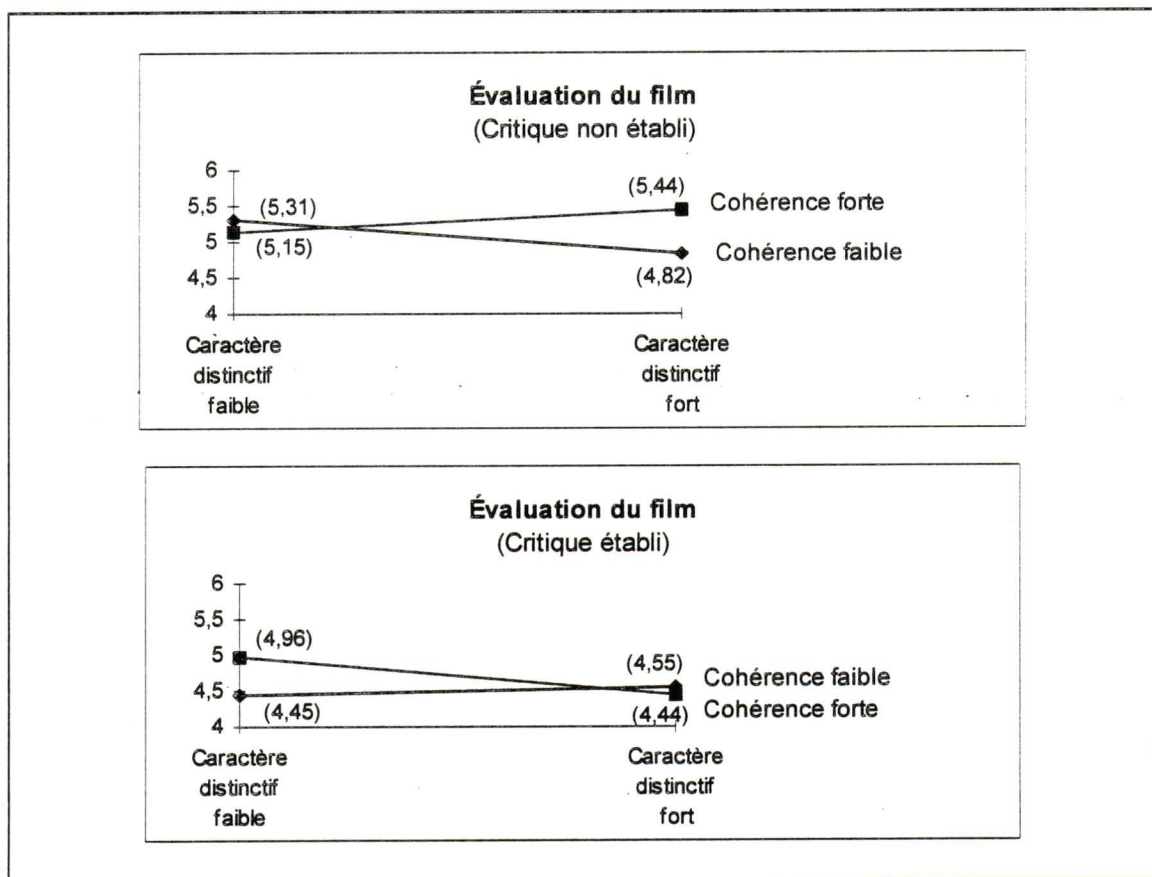 Évaluation du film
(Critique non établi)
6
5,5
5
4,5
4
(5,31)
(5,15)
(5,44)
(4,82)
Cohérence forte
Cohérence faible
Caractère
distinctif
faible
Caractère
distinctif
fort
Évaluation du film
(Critique établi)
6
5,5
5
4,5
4
(4,96)
(4,45)
(4,55)
(4,44)
Cohérence faible
Cohérence forte
Caractère
distinctif
faible
Caractère
distinctif
fort